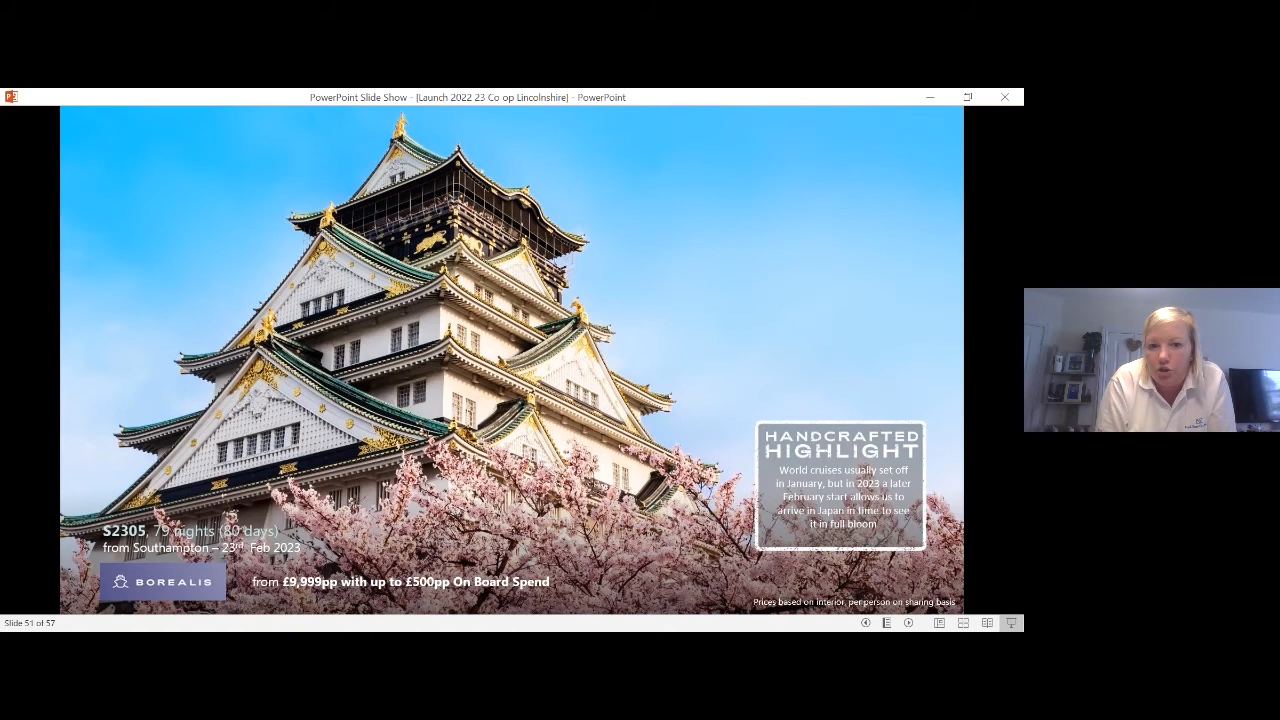 PowerPoint Slide Show - [Launch 2022 23 Co op Lincolnshire] - PowerPoint
HANDCRAFTED
HIGHLIGHT
World cruises usually set off
in January, but in 2023 a later
February start allows us to
arrive in Japan in time to see
it in full bloom
S2305, 79 nights (80 days)
from Southampton – 23rd Feb 2023
BOREALIS
from £9,999pp with up to £500pp On Board Spend
Prices based on interior, per person on sharing basis
Slide 51 of 57